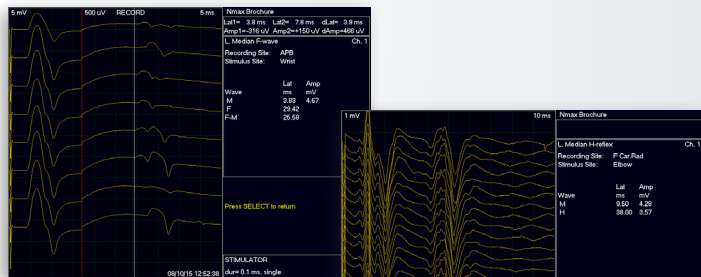 5 mV 500 uV RECORD 5 ms
Nmax Brochure
Lat1= 3.8 ms Lat2= 7.8 ms dLat= 3.9 ms
Amp1=-316 uV Amp2=+150 uV dAmp=466 uV
L. Median F-wave Ch. 1
Recording Site: APB
Stimulus Site: Wrist
Lat Amp
Wave ms mV
M 3.83 4.67
F 29.42
F-M 25.58
Press SELECT to return
STIMULATOR
dur= 0.1 ms, single
08/10/15 12:52:38
1 mV 10 ms
Nmax Brochure
L. Median H-reflex Ch. 1
Recording Site: F Car.Rad
Stimulus Site: Elbow
Lat Amp
Wave ms mV
M 9.50 4.28
H 38.00 3.57